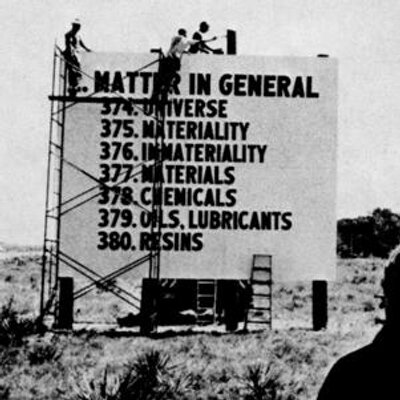 .. MATTER IN GENERAL
374. UNIVERSE
375. MATERIALITY
376. IMMATERIALITY
377. MATERIALS
378. CHEMICALS
379. OILS, LUBRICANTS
380. RESINS